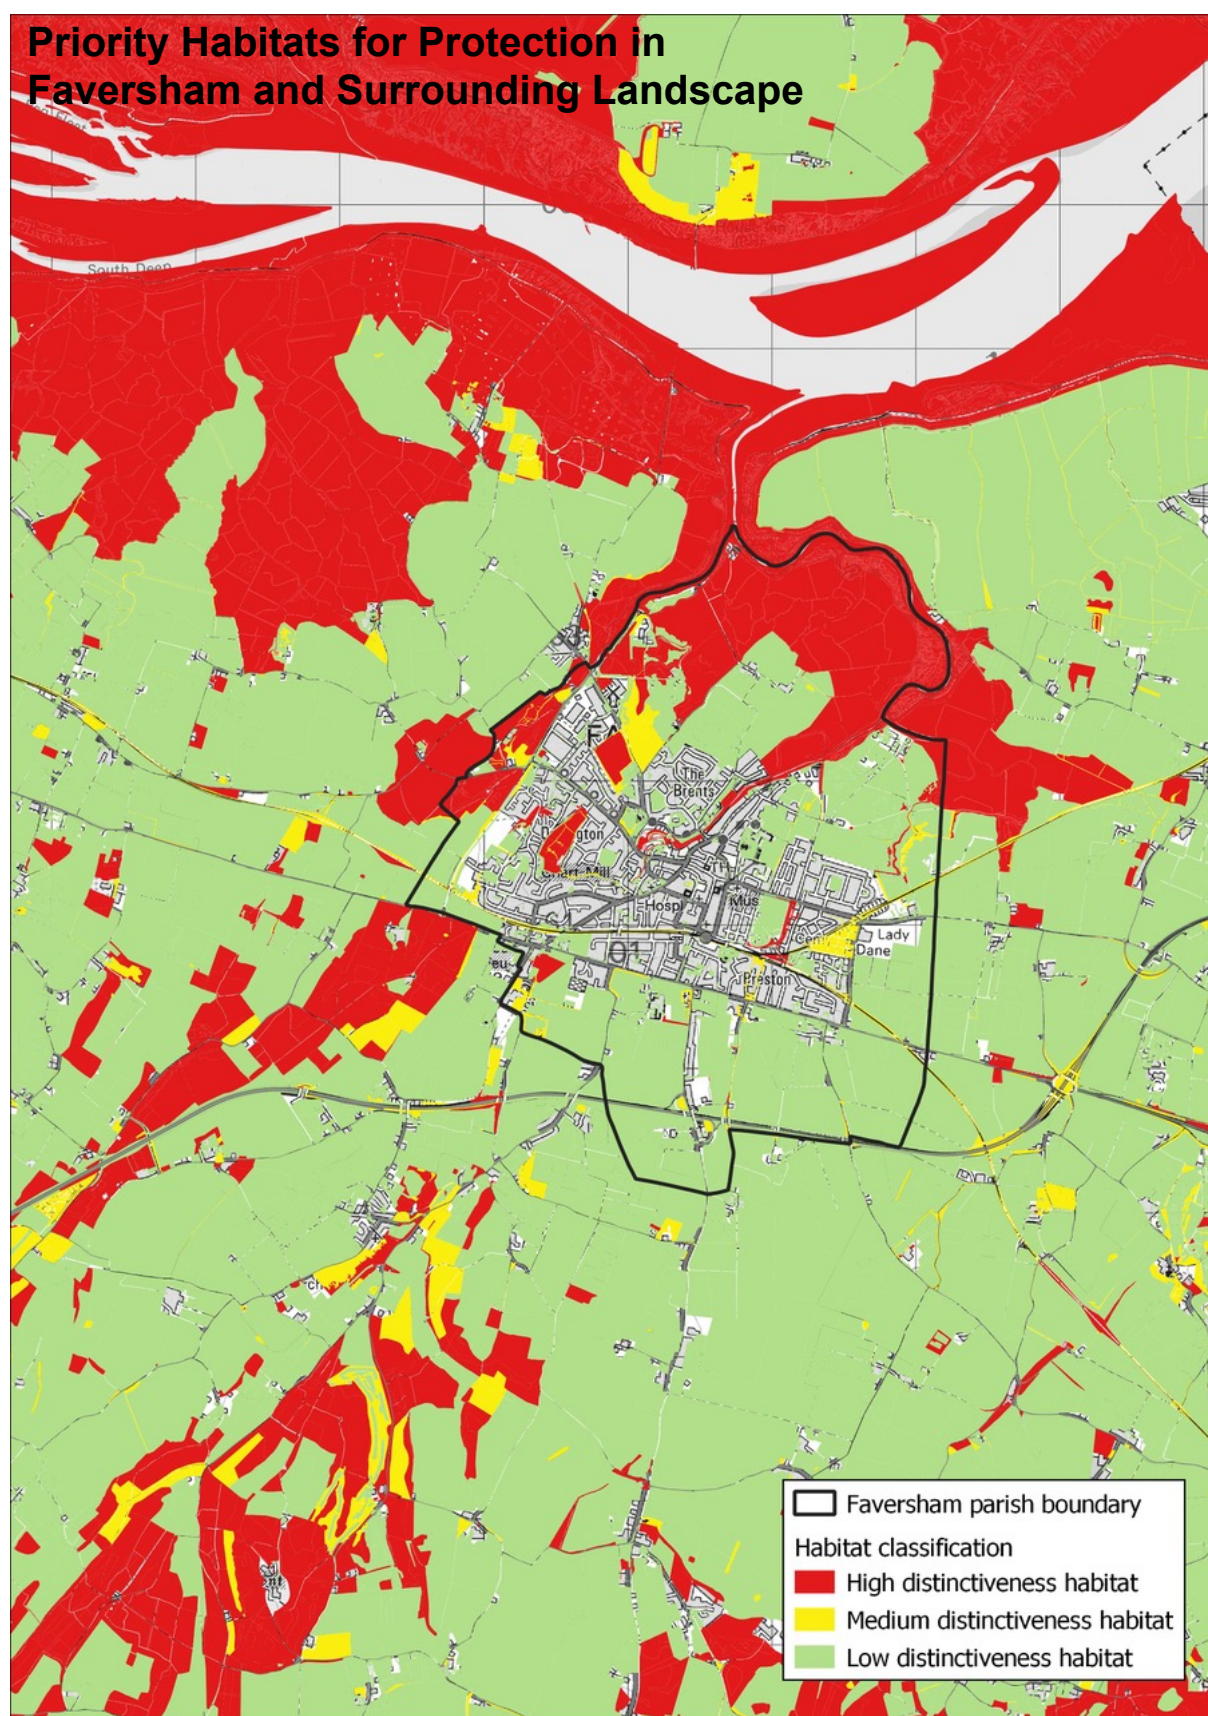 Priority Habitats for Protection in
Faversham and Surrounding Landscape
South Deep
The
Brents
Hospl
Mus
Lady
Dane
Preston
01
Faversham parish boundary
Habitat classification
High distinctiveness habitat
Medium distinctiveness habitat
Low distinctiveness habitat